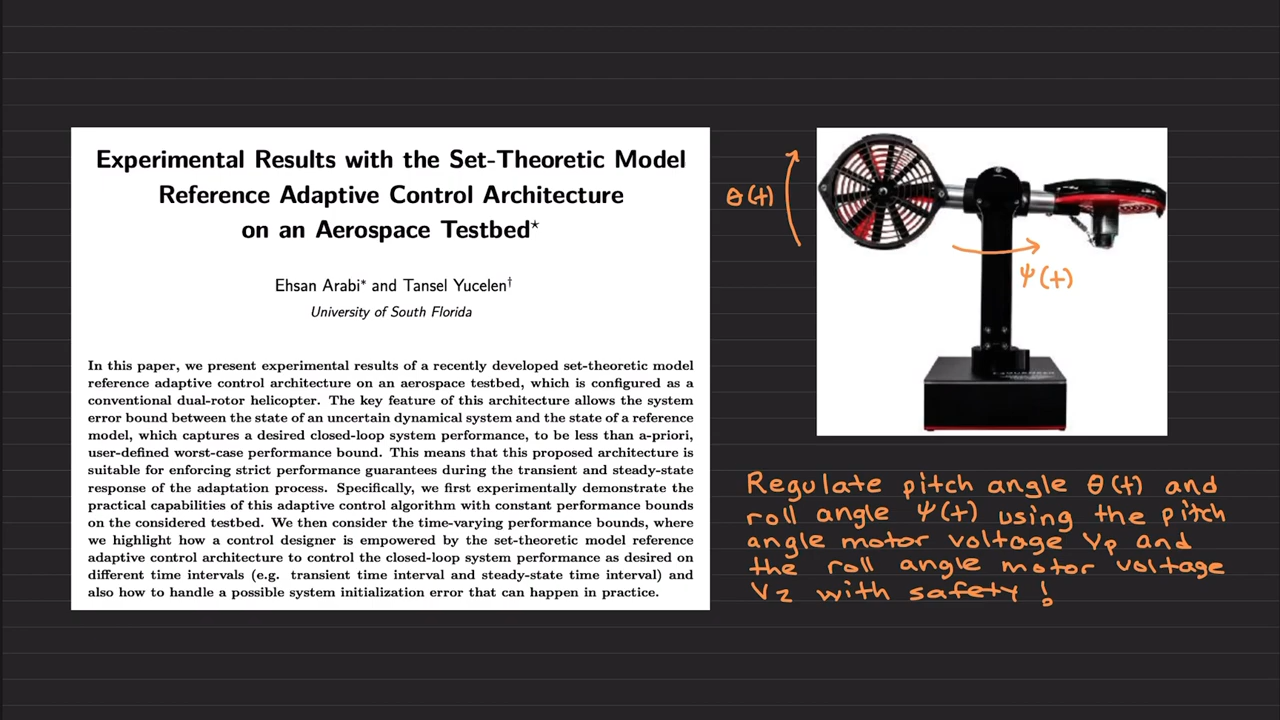 Experimental Results with the Set-Theoretic Model
Reference Adaptive Control Architecture
on an Aerospace Testbed*
Ehsan Arabi* and Tansel Yucelen†
University of South Florida
In this paper, we present experimental results of a recently developed set-theoretic model
reference adaptive control architecture on an aerospace testbed, which is configured as a
conventional dual-rotor helicopter. The key feature of this architecture allows the system
error bound between the state of an uncertain dynamical system and the state of a reference
model, which captures a desired closed-loop system performance, to be less than a-priori,
user-defined worst-case performance bound. This means that this proposed architecture is
suitable for enforcing strict performance guarantees during the transient and steady-state
response of the adaptation process. Specifically, we first experimentally demonstrate the
practical capabilities of this adaptive control algorithm with constant performance bounds
on the considered testbed. We then consider the time-varying performance bounds, where
we highlight how a control designer is empowered by the set-theoretic model reference
adaptive control architecture to control the closed-loop system performance as desired on
different time intervals (e.g. transient time interval and steady-state time interval) and
also how to handle a possible system initialization error that can happen in practice.
θ(t)
ψ(t)
Regulate pitch angle θ(t) and
roll angle ψ(t) using the pitch
angle motor voltage Vp and
the roll angle motor voltage
Vz with safety!